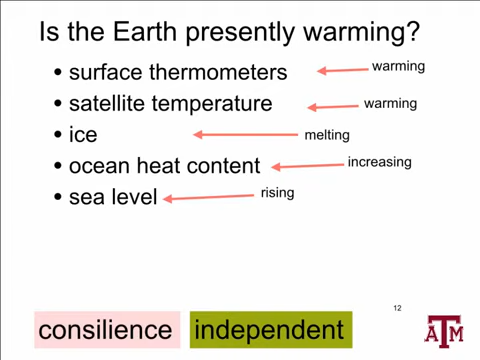 Is the Earth presently warming?
• surface thermometers warming
• satellite temperature warming
• ice melting
• ocean heat content increasing
• sea level rising
12
consilience independent
ATM